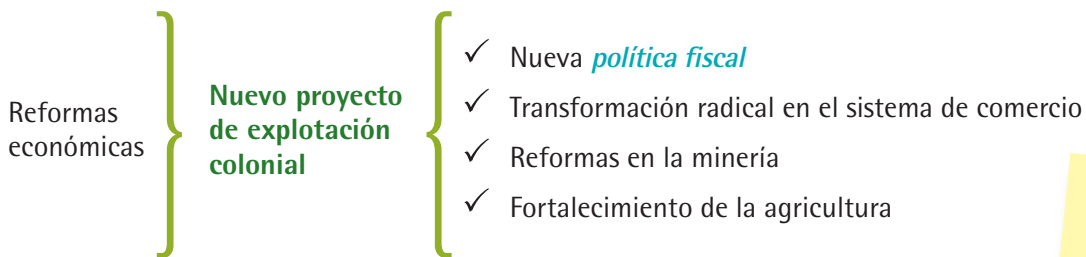 Reformas
económicas
Nuevo proyecto
de explotación
colonial
✓ Nueva política fiscal
✓ Transformación radical en el sistema de comercio
✓ Reformas en la minería
✓ Fortalecimiento de la agricultura